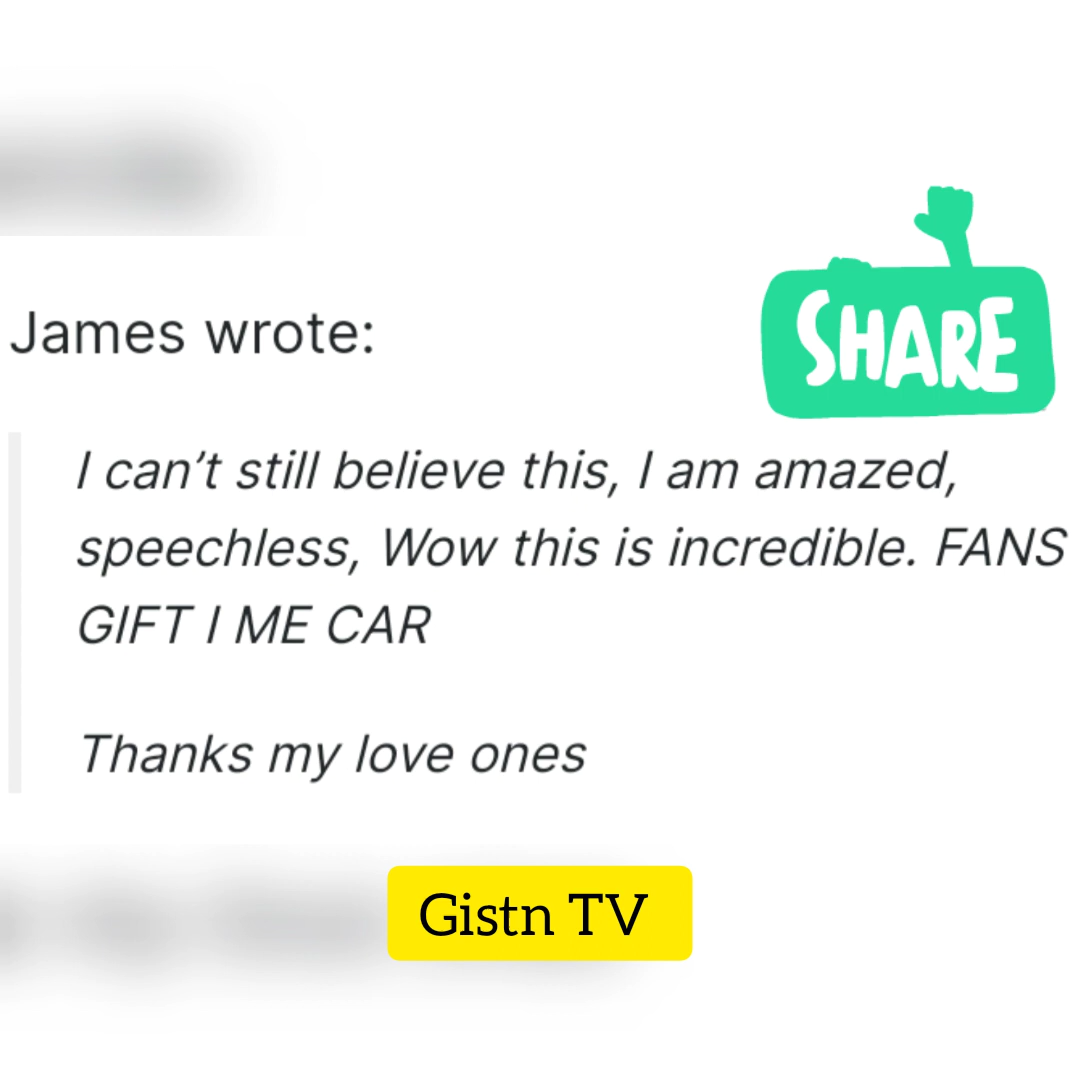 James wrote:
SHARE
I can’t still believe this, I am amazed,
speechless, Wow this is incredible. FANS
GIFT I ME CAR
Thanks my love ones
Gistn TV